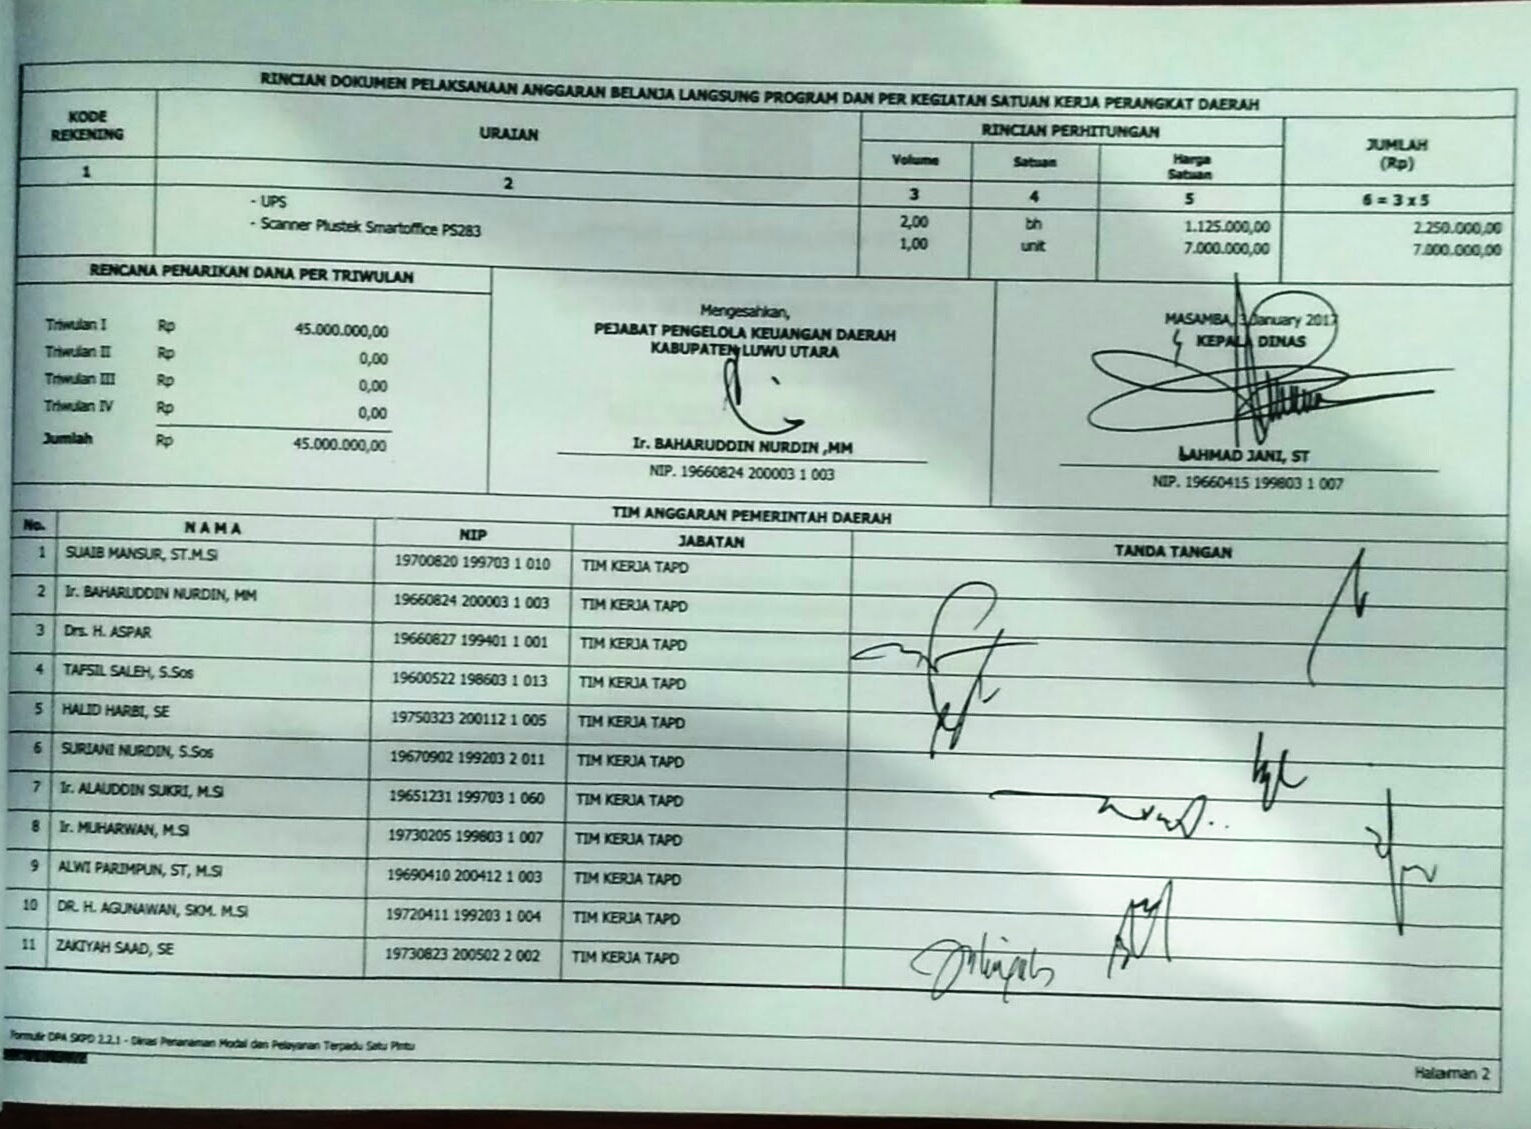 RINCIAN DOKUMEN PELAKSANAAN ANGGARAN BELANJA LANGSUNG PROGRAM DAN PER KEGIATAN SATUAN KERJA PERANGKAT DAERAH
KODE REKENING URAIAN RINCIAN PERHITUNGAN JUMLAH (Rp)
Volume Satuan Harga Satuan
1 2 3 4 5 6 = 3 x 5
- UPS 2,00 bh 1.125.000,00 2.250.000,00
- Scanner Plustek Smartoffice PS283 1,00 unit 7.000.000,00 7.000.000,00
RENCANA PENARIKAN DANA PER TRIWULAN
Triwulan I Rp 45.000.000,00
Triwulan II Rp 0,00
Triwulan III Rp 0,00
Triwulan IV Rp 0,00
Jumlah Rp 45.000.000,00
Mengesahkan,
PEJABAT PENGELOLA KEUANGAN DAERAH
KABUPATEN LUWU UTARA
Ir. BAHARUDDIN NURDIN ,MM
NIP. 19660824 200003 1 003
MASAMBA, 3 January 2017
KEPALA DINAS
AHMAD JANI, ST
NIP. 19660415 199803 1 007
TIM ANGGARAN PEMERINTAH DAERAH
No. N A M A NIP JABATAN TANDA TANGAN
1 SUAIB MANSUR, ST.M.Si 19700820 199703 1 010 TIM KERJA TAPD
2 Ir. BAHARUDDIN NURDIN, MM 19660824 200003 1 003 TIM KERJA TAPD
3 Drs. H. ASPAR 19660827 199401 1 001 TIM KERJA TAPD
4 TAFSIL SALEH, S.Sos 19600522 198603 1 013 TIM KERJA TAPD
5 HALID HARBI, SE 19750323 200112 1 005 TIM KERJA TAPD
6 SURIANI NURDIN, S.Sos 19670902 199203 2 011 TIM KERJA TAPD
7 Ir. ALAUDDIN SUKRI, M.Si 19651231 199703 1 060 TIM KERJA TAPD
8 Ir. MUHARWAN, M.Si 19730205 199803 1 007 TIM KERJA TAPD
9 ALWI PARIMPUN, ST, M.Si 19690410 200412 1 003 TIM KERJA TAPD
10 DR. H. AGUNAWAN, SKM. M.Si 19720411 199203 1 004 TIM KERJA TAPD
11 ZAKIYAH SAAD, SE 19730823 200502 2 002 TIM KERJA TAPD
Formulir DPA SKPD 2.2.1 - Dinas Penanaman Modal dan Pelayanan Terpadu Satu Pintu
Halaman 2